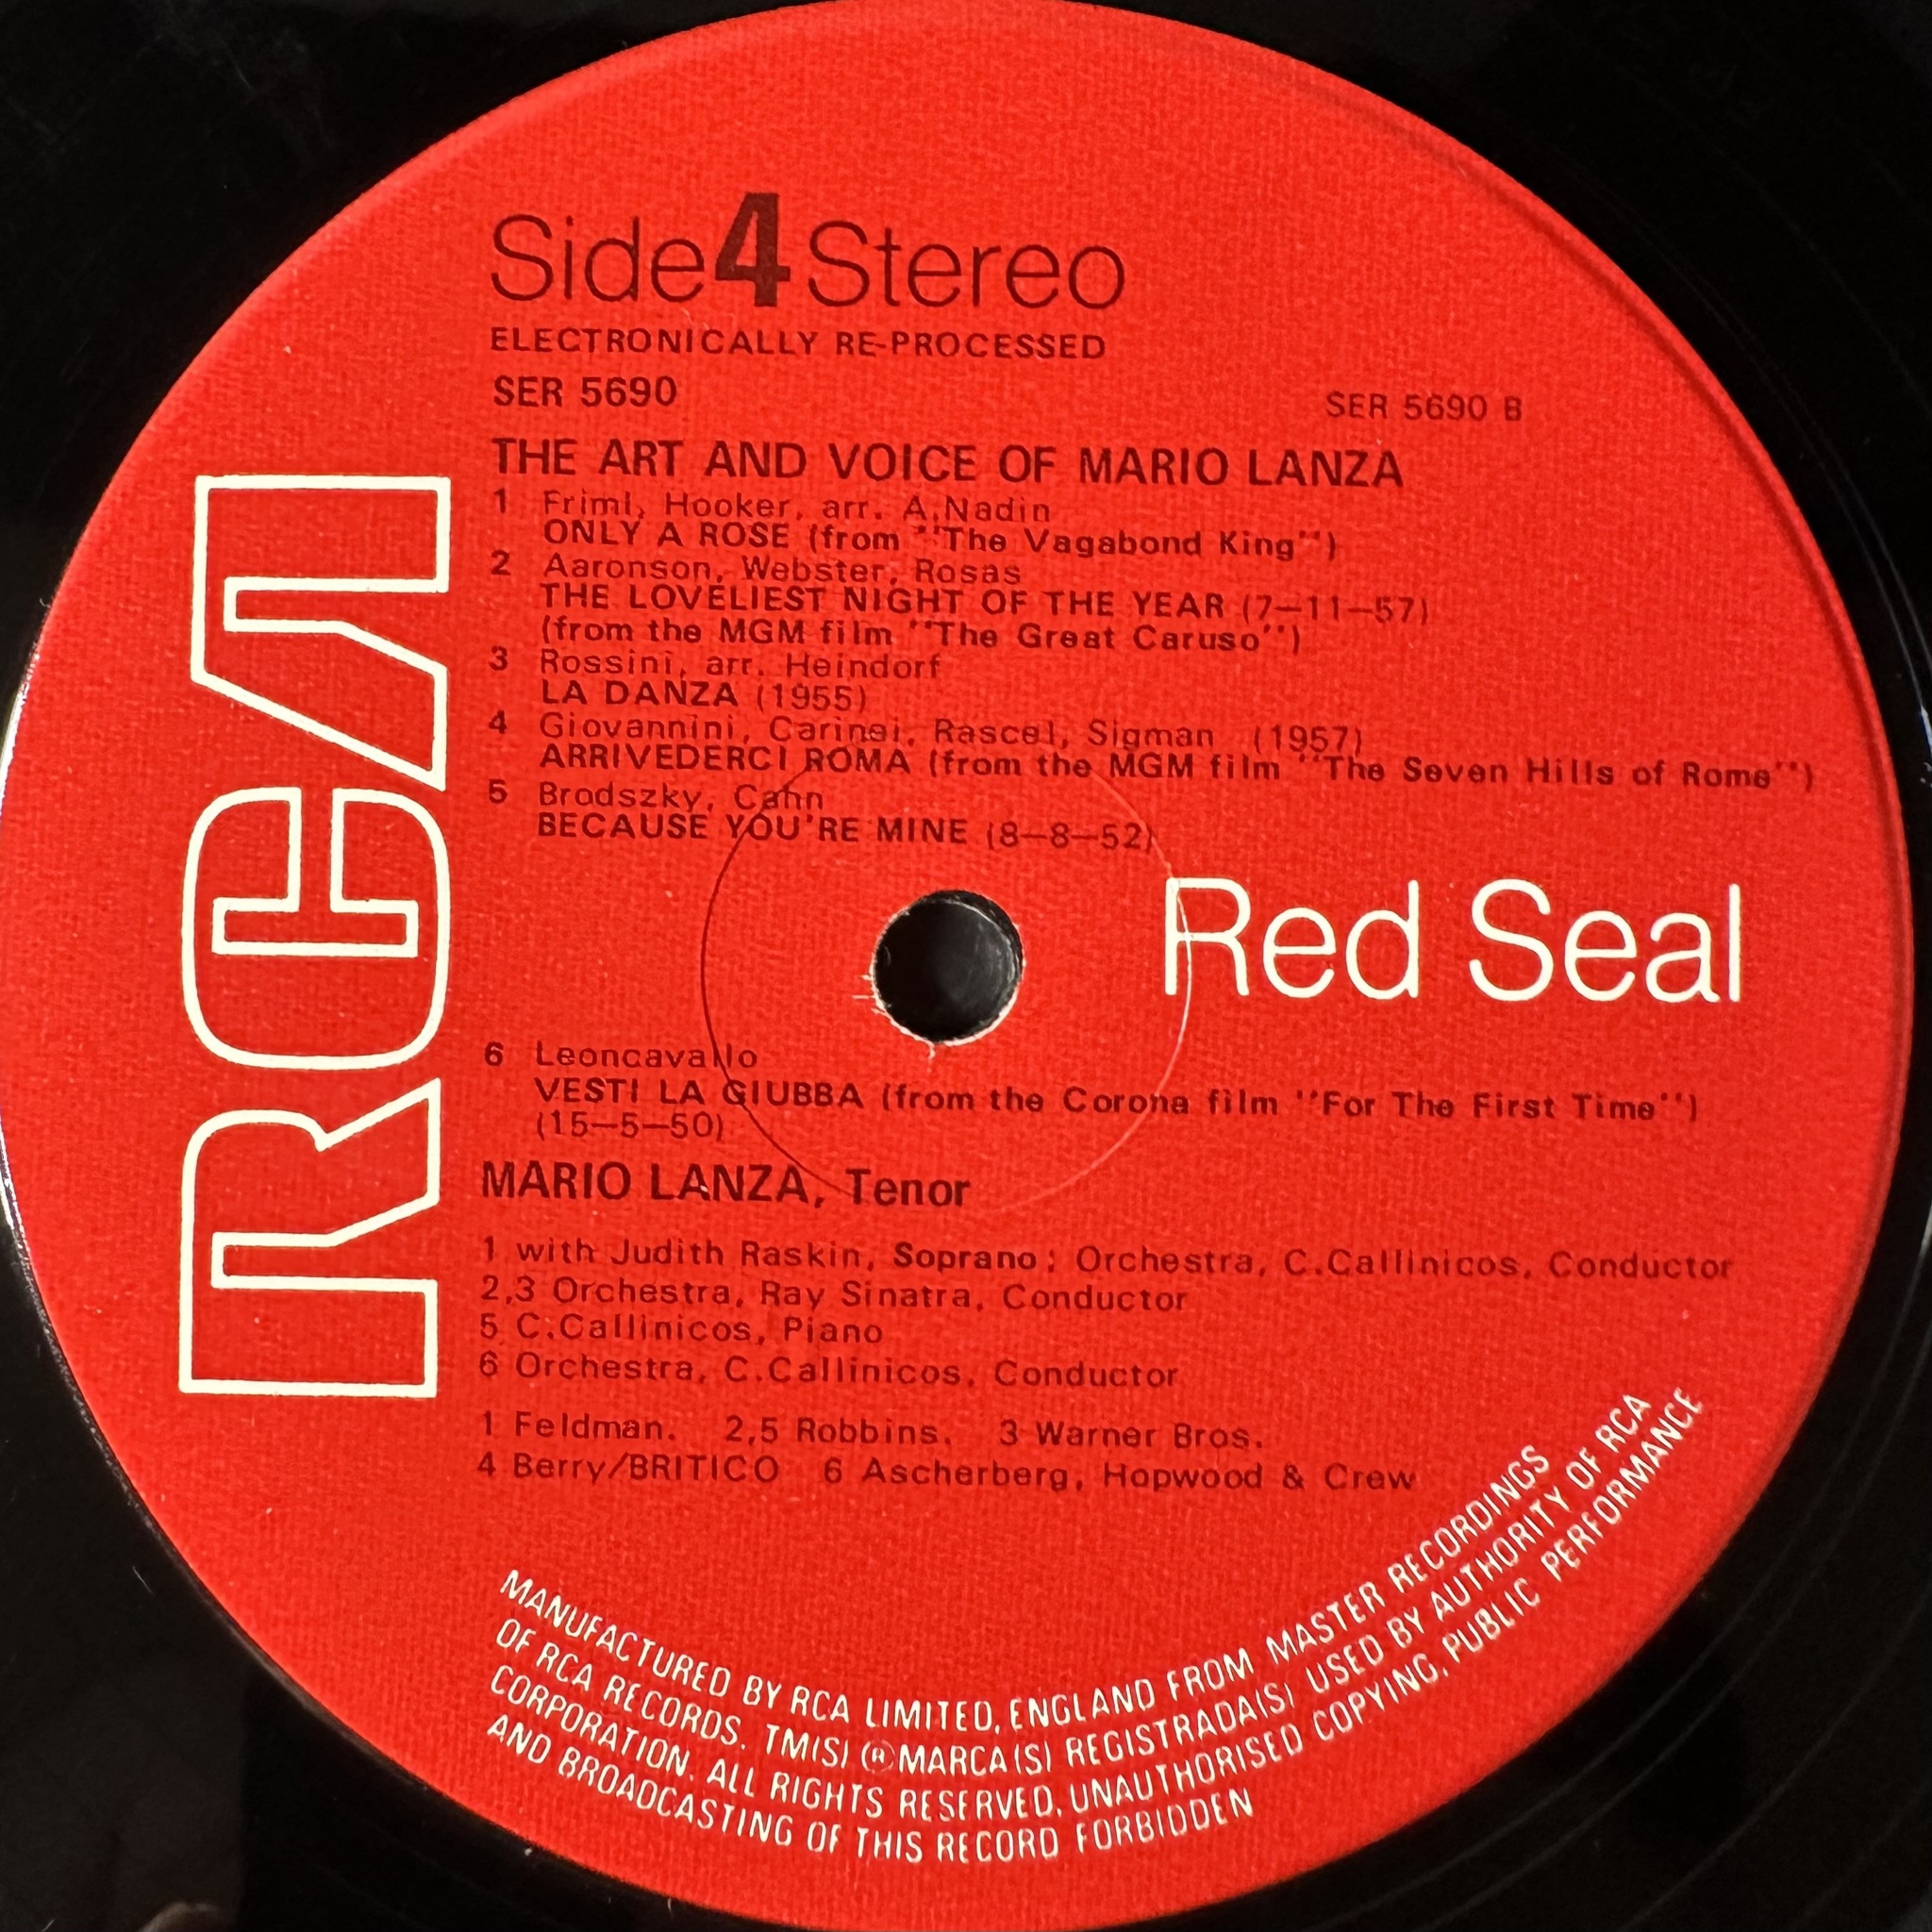 Side 4 Stereo
ELECTRONICALLY RE-PROCESSED
SER 5690
SER 5690 B
THE ART AND VOICE OF MARIO LANZA
1 Friml, Hooker, arr. A.Nadin
ONLY A ROSE (from "The Vagabond King")
2 Aaronson, Webster, Rosas
THE LOVELIEST NIGHT OF THE YEAR (7-11-57)
(from the MGM film "The Great Caruso")
3 Rossini, arr. Heindorf
LA DANZA (1955)
4 Giovannini, Carinei, Rascel, Sigman (1957)
ARRIVEDERCI ROMA (from the MGM film "The Seven Hills of Rome")
5 Brodszky, Cahn
BECAUSE YOU'RE MINE (8-8-52)
RCA
Red Seal
6 Leoncavallo
VESTI LA GIUBBA (from the Corona film "For The First Time")
(15-5-50)
MARIO LANZA, Tenor
1 with Judith Raskin, Soprano; Orchestra, C.Callinicos, Conductor
2,3 Orchestra, Ray Sinatra, Conductor
5 C.Callinicos, Piano
6 Orchestra, C.Callinicos, Conductor
1 Feldman. 2,5 Robbins. 3 Warner Bros.
4 Berry/BRITICO 6 Ascherberg, Hopwood & Crew
MANUFACTURED BY RCA LIMITED, ENGLAND FROM MASTER RECORDINGS
OF RCA RECORDS. TM(S) ® MARCA(S) REGISTRADA(S) USED BY AUTHORITY OF RCA
CORPORATION. ALL RIGHTS RESERVED. UNAUTHORISED COPYING, PUBLIC PERFORMANCE
AND BROADCASTING OF THIS RECORD FORBIDDEN